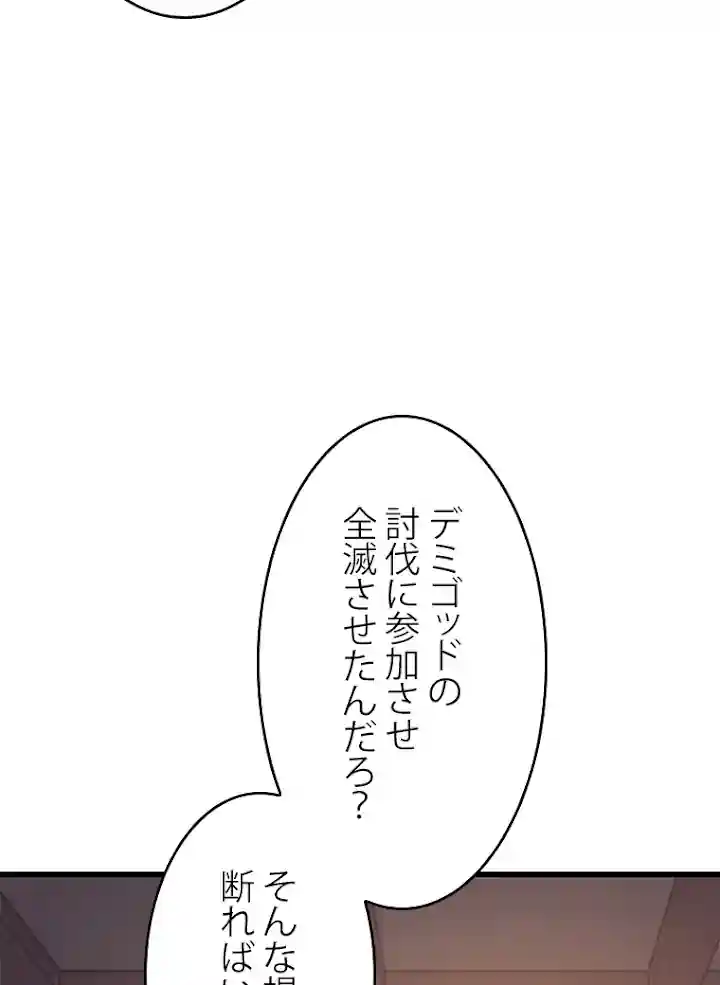 デミゴッドの
討伐に参加させ
全滅させたんだろ?
そんな
断れば